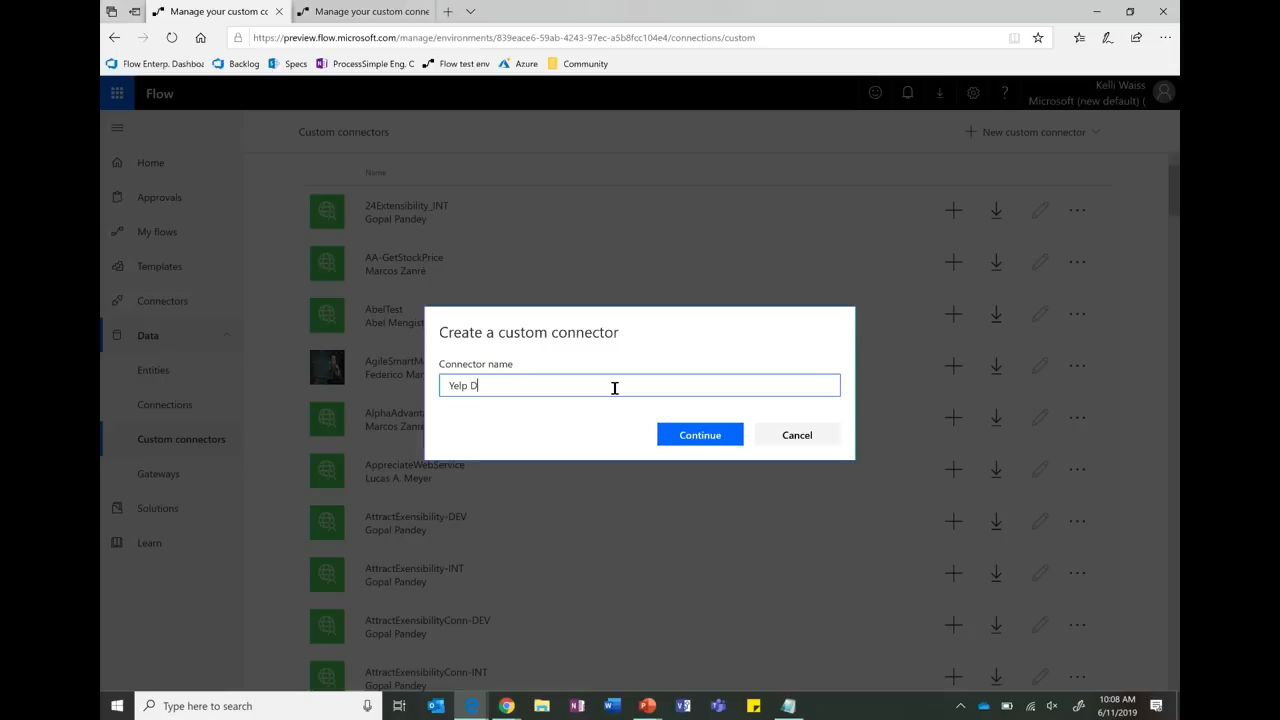 Manage your custom co
Manage your custom conne
https://preview.flow.microsoft.com/manage/environments/839eace6-59ab-4243-97ec-a5b8fcc104e4/connections/custom
Flow Enterp. Dashboa
Backlog
Specs
ProcessSimple Eng. C
Flow test env
Azure
Community
Flow
Kelli Waiss
Microsoft (new default) (
Custom connectors
New custom connector
Home
Approvals
My flows
Templates
Connectors
Data
Entities
Connections
Custom connectors
Gateways
Solutions
Learn
Name
24Extensibility_INT
Gopal Pandey
AA-GetStockPrice
Marcos Zanré
AbelTest
Abel Mengist
AgileSmartM
Federico Mar
AlphaAdvanta
Marcos Zanre
AppreciateWebService
Lucas A. Meyer
AttractExensibility-DEV
Gopal Pandey
AttractExensibility-INT
Gopal Pandey
AttractExensibilityConn-DEV
Gopal Pandey
AttractExensibilityConn-INT
Gopal Pandey
Create a custom connector
Connector name
Yelp D
Continue
Cancel
Type here to search
10:08 AM
6/11/2019